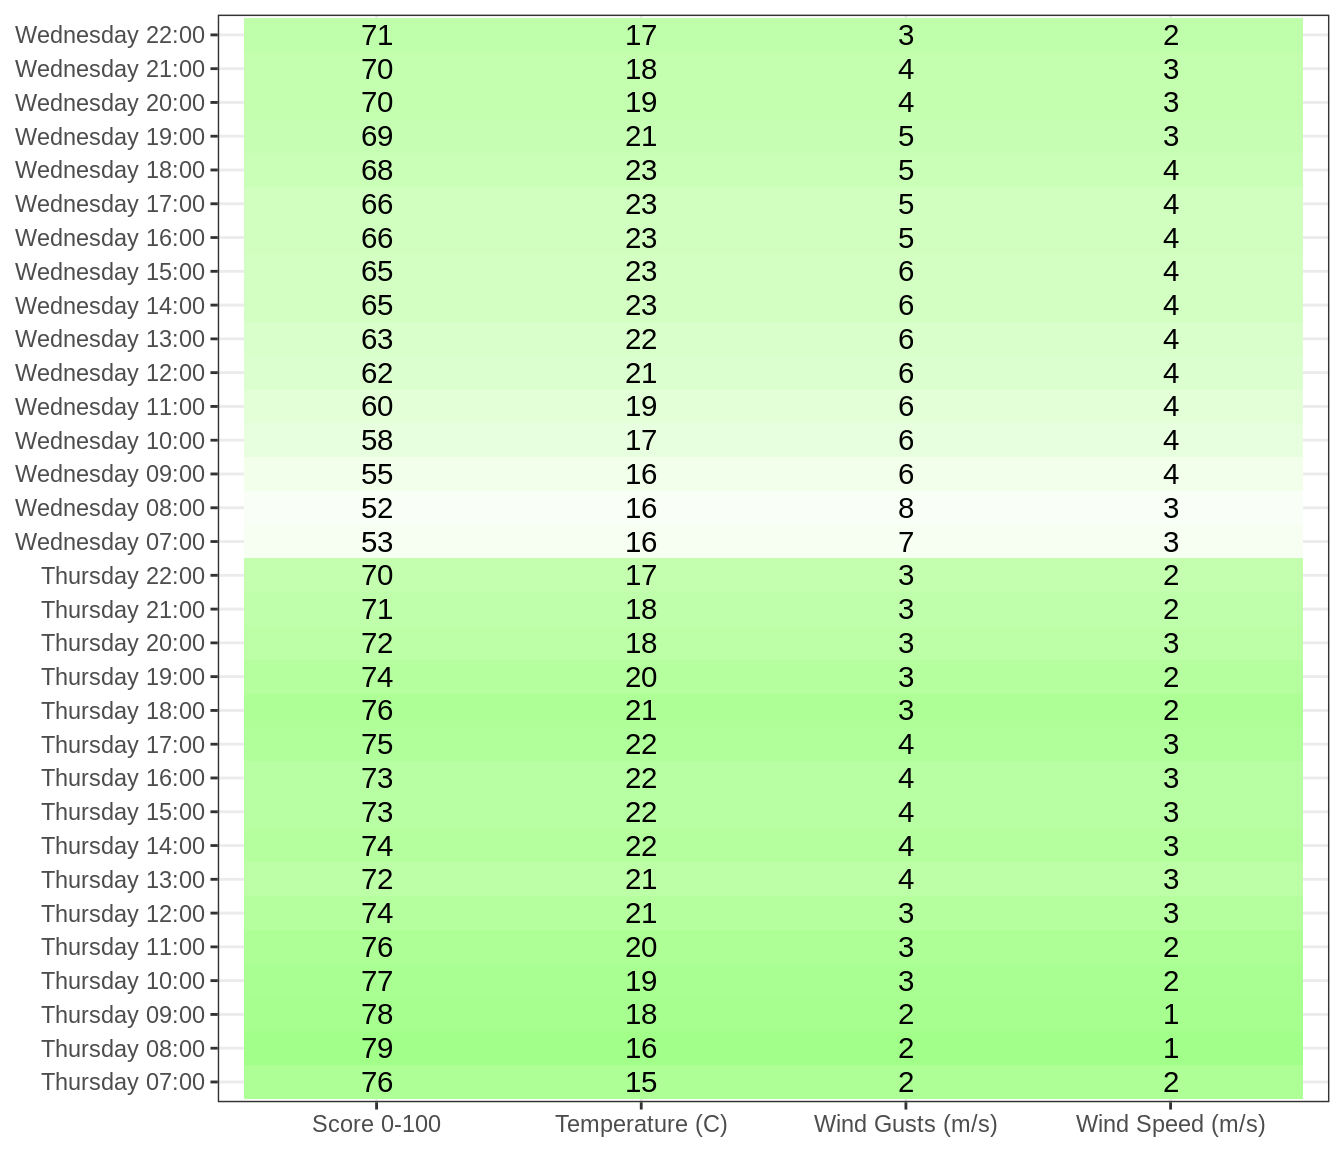 Wednesday 22:00 71 17 3 2
Wednesday 21:00 70 18 4 3
Wednesday 20:00 70 19 4 3
Wednesday 19:00 69 21 5 3
Wednesday 18:00 68 23 5 4
Wednesday 17:00 66 23 5 4
Wednesday 16:00 66 23 5 4
Wednesday 15:00 65 23 6 4
Wednesday 14:00 65 23 6 4
Wednesday 13:00 63 22 6 4
Wednesday 12:00 62 21 6 4
Wednesday 11:00 60 19 6 4
Wednesday 10:00 58 17 6 4
Wednesday 09:00 55 16 6 4
Wednesday 08:00 52 16 8 3
Wednesday 07:00 53 16 7 3
Thursday 22:00 70 17 3 2
Thursday 21:00 71 18 3 2
Thursday 20:00 72 18 3 3
Thursday 19:00 74 20 3 2
Thursday 18:00 76 21 3 2
Thursday 17:00 75 22 4 3
Thursday 16:00 73 22 4 3
Thursday 15:00 73 22 4 3
Thursday 14:00 74 22 4 3
Thursday 13:00 72 21 4 3
Thursday 12:00 74 21 3 3
Thursday 11:00 76 20 3 2
Thursday 10:00 77 19 3 2
Thursday 09:00 78 18 2 1
Thursday 08:00 79 16 2 1
Thursday 07:00 76 15 2 2
Score 0-100 Temperature (C) Wind Gusts (m/s) Wind Speed (m/s)